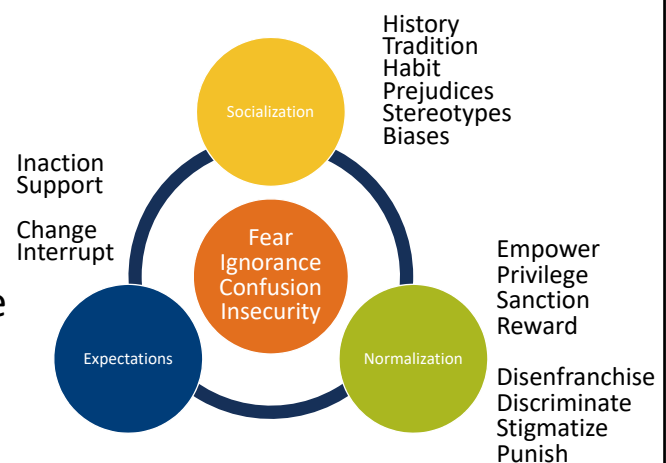 History
Tradition
Habit
Prejudices
Stereotypes
Biases
Socialization
Inaction
Support
Change
Interrupt
Fear
Ignorance
Confusion
Insecurity
Empower
Privilege
Sanction
Reward
e
Expectations
Normalization
Disenfranchise
Discriminate
Stigmatize
Punish